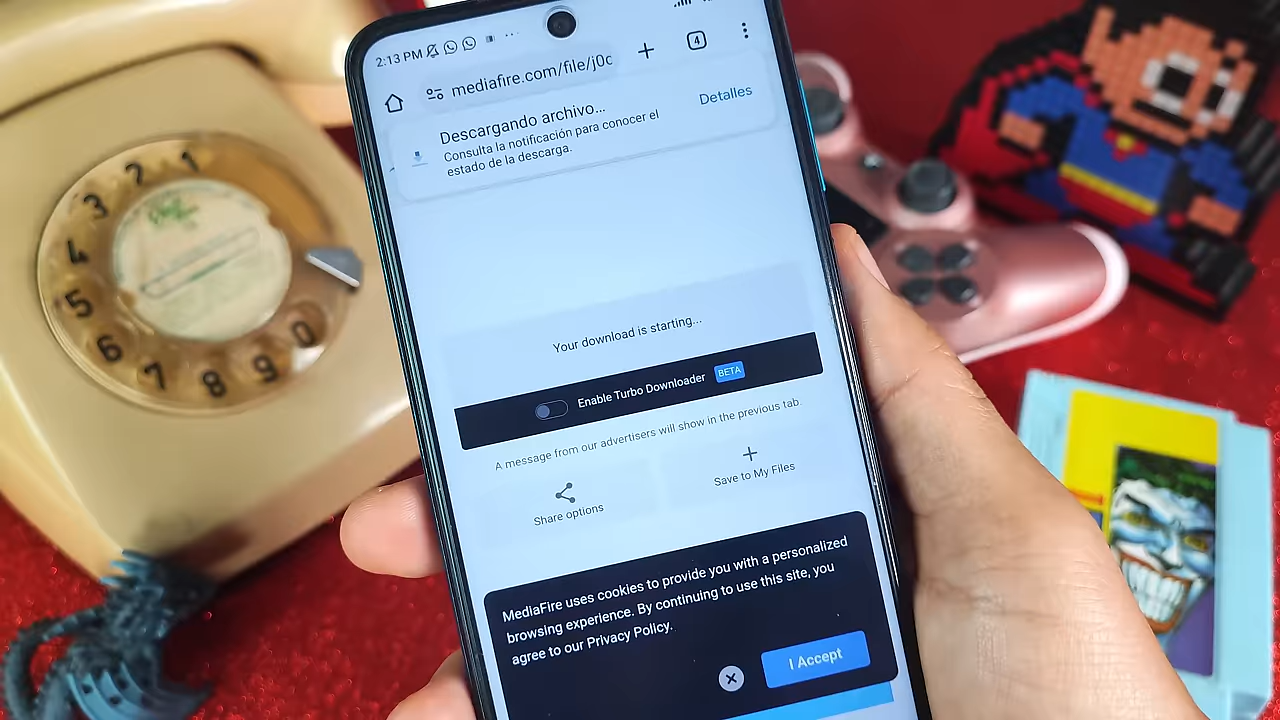 2:13 PM
mediafire.com/file/j0c
4
Descargando archivo...
Detalles
Consulta la notificación para conocer el
estado de la descarga.
Your download is starting...
Enable Turbo Downloader BETA
A message from our advertisers will show in the previous tab.
Share options
Save to My Files
MediaFire uses cookies to provide you with a personalized
browsing experience. By continuing to use this site, you
agree to our Privacy Policy.
I Accept
1
2
3
4
5
6
7
8
9
0